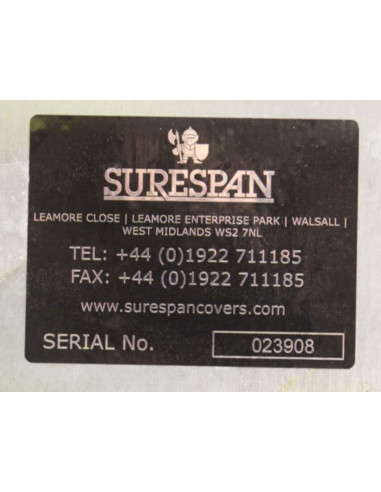 SURESPAN
LEAMORE CLOSE | LEAMORE ENTERPRISE PARK | WALSALL |
WEST MIDLANDS WS2 7NL
TEL: +44 (0)1922 711185
FAX: +44 (0)1922 711185
www.surespancovers.com
SERIAL No. 023908